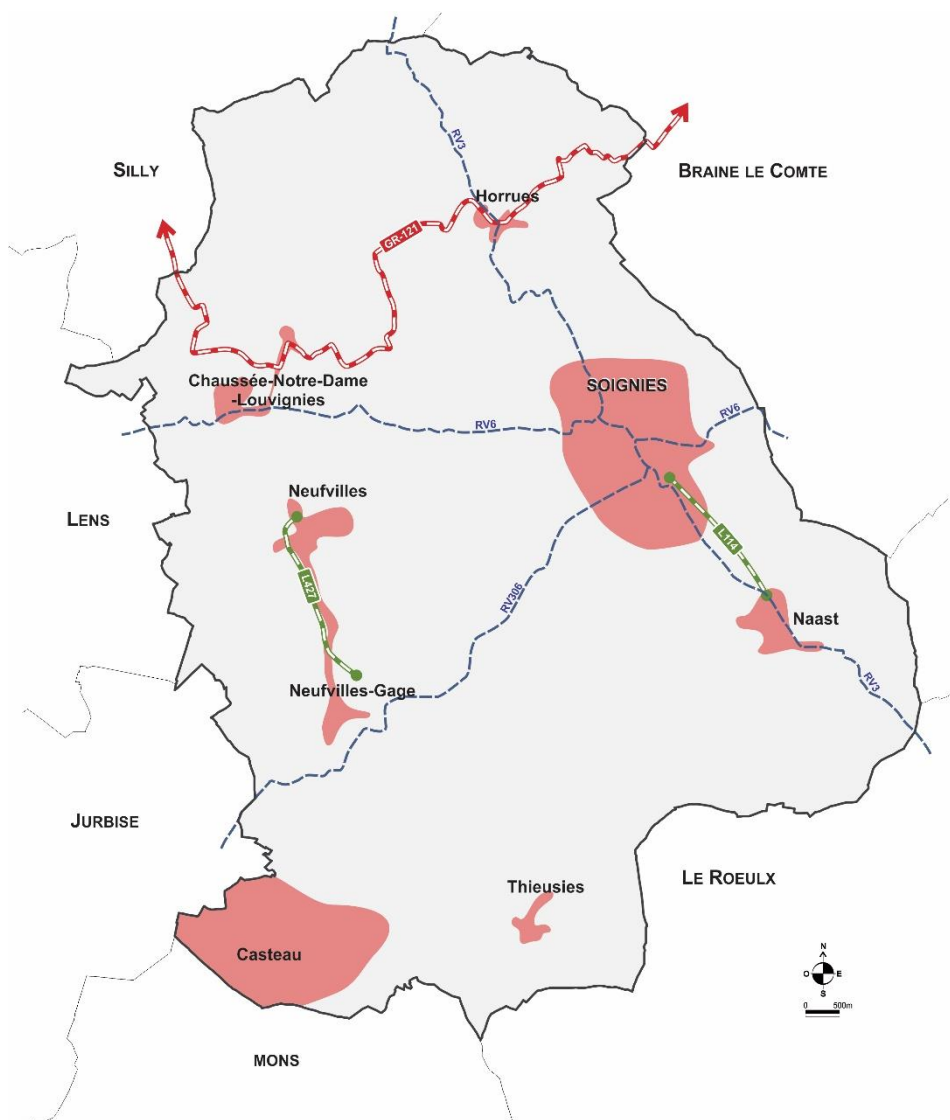 RV3
SILLY
BRAINE LE COMTE
Horrues
GR-121
Chaussée-Notre-Dame
-Louvignies
SOIGNIES
RV6
RV6
Neufvilles
LENS
L114
L427
RV306
Naast
Neufvilles-Gage
RV3
JURBISE
LE ROEULX
Thieusies
Casteau
N
O E
S
0 500m
MONS